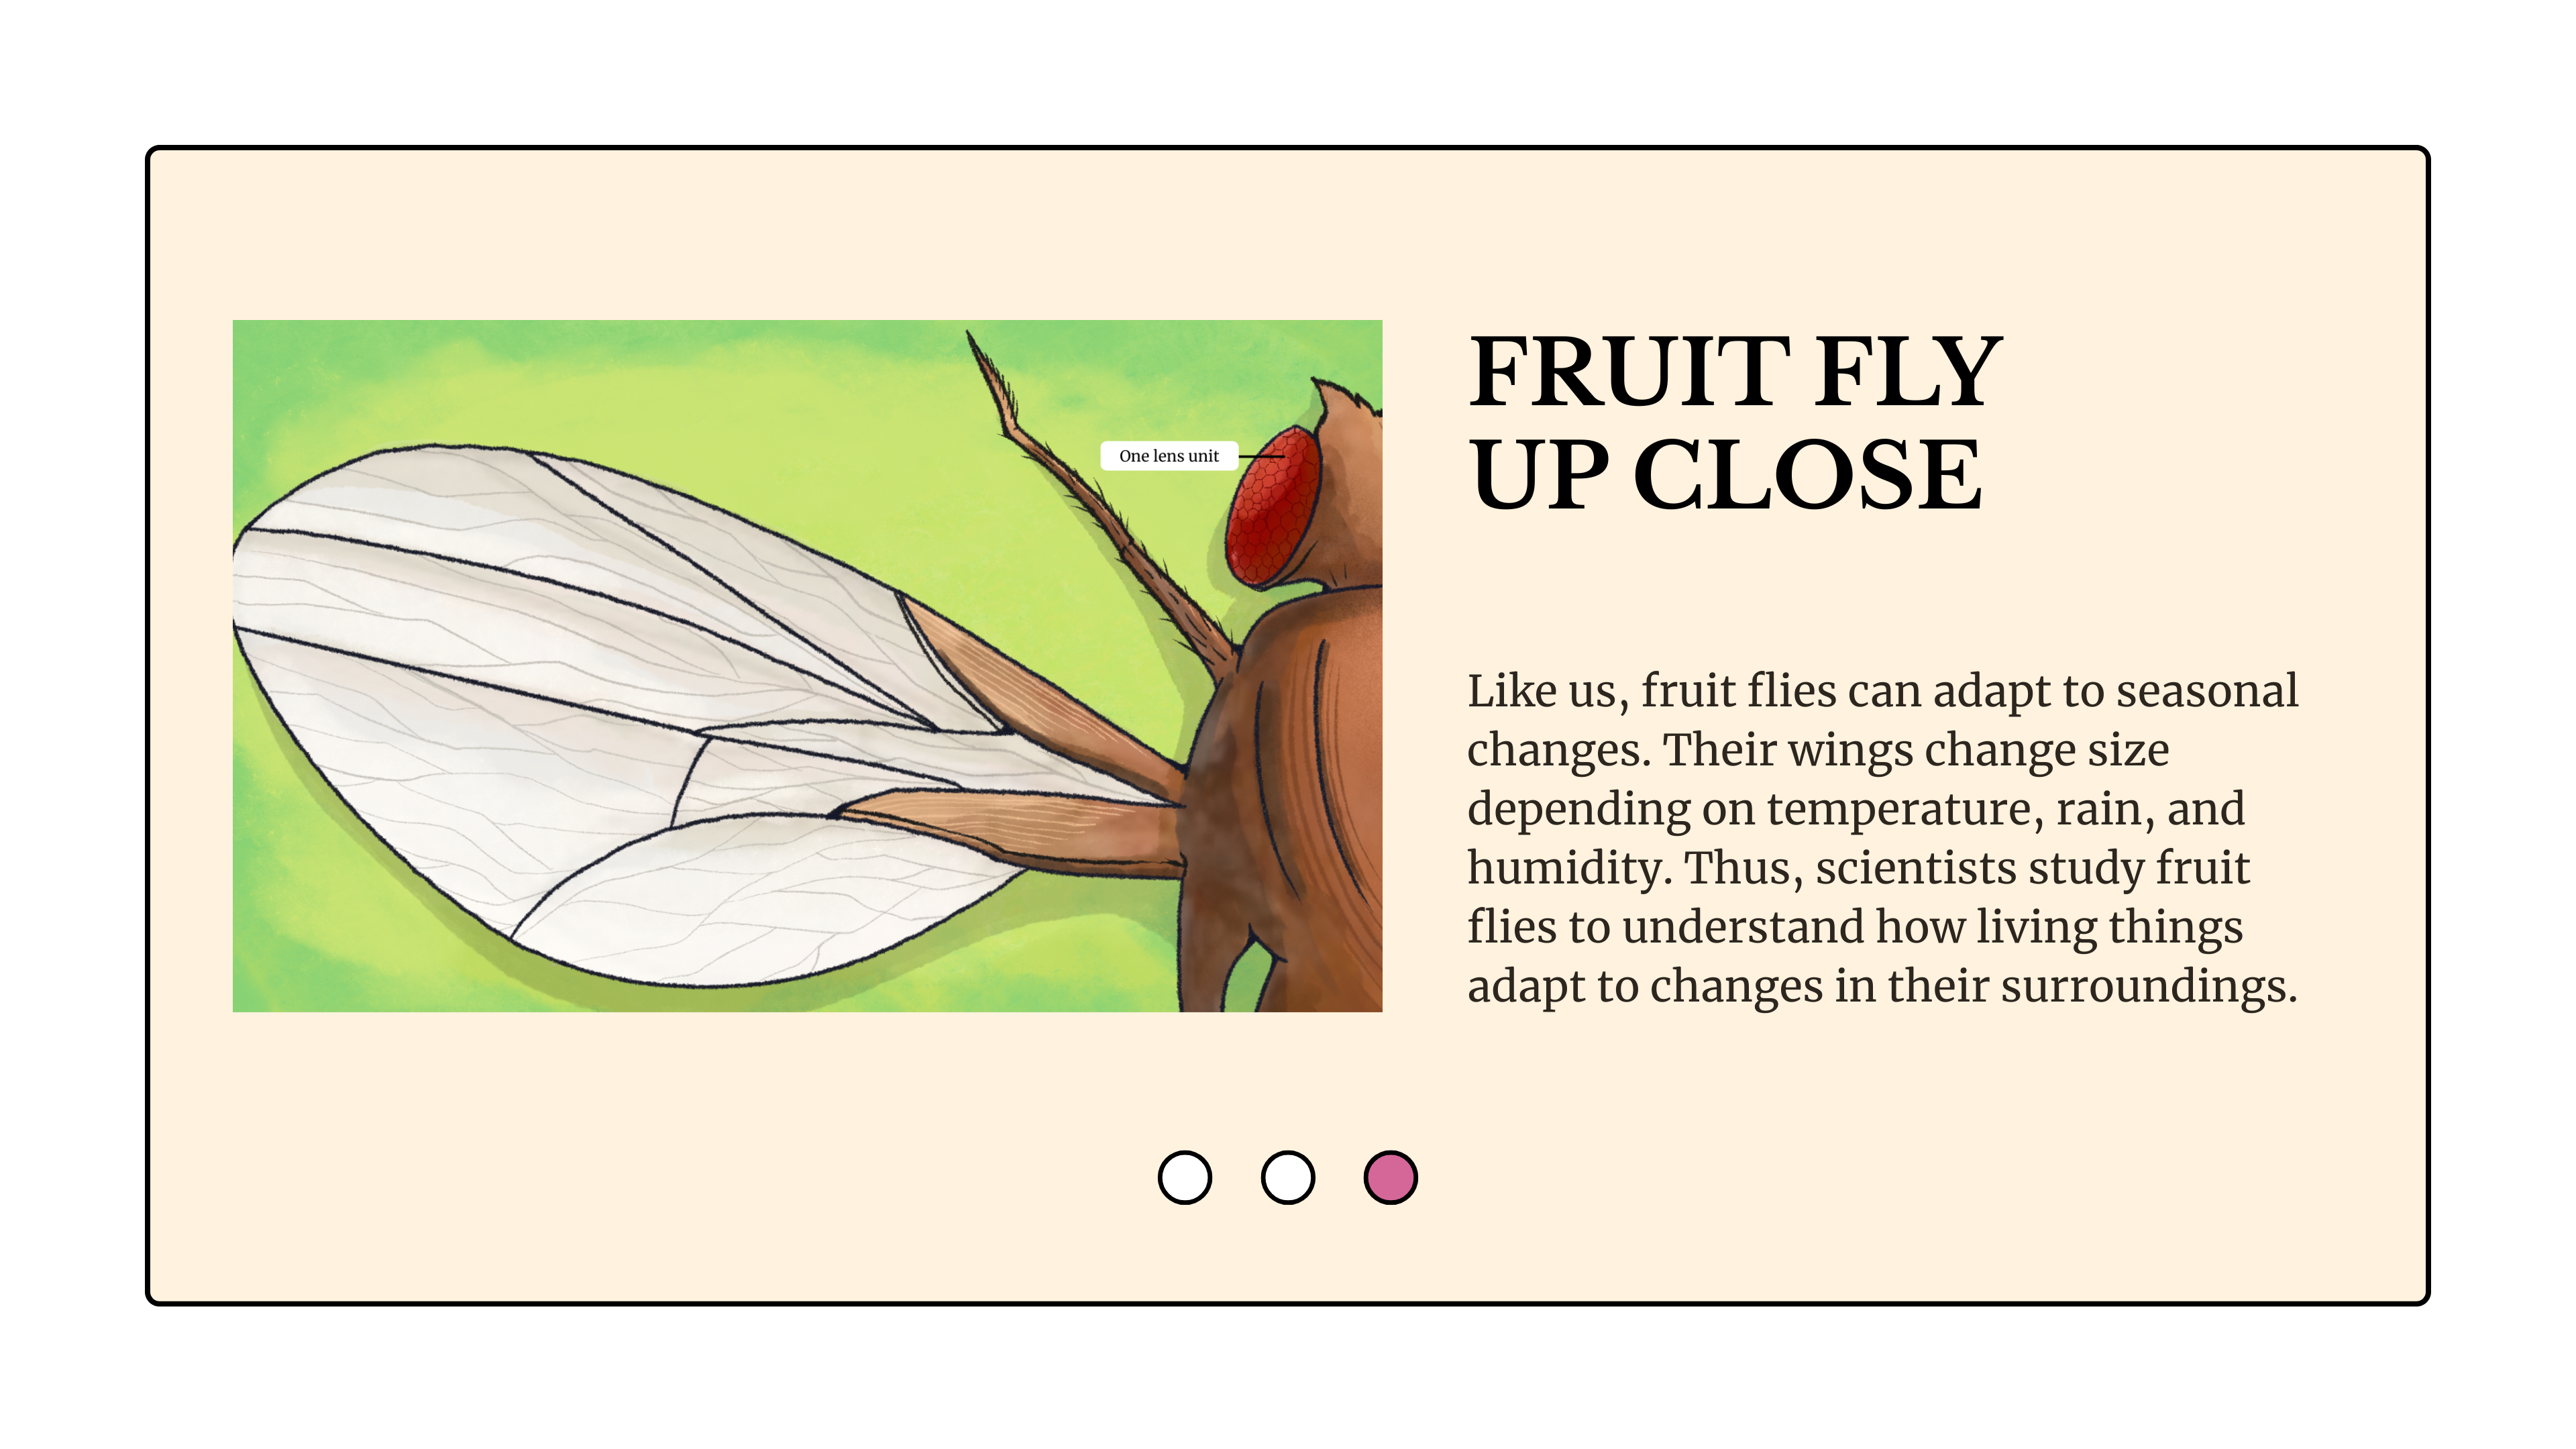 One lens unit
FRUIT FLY
UP CLOSE
Like us, fruit flies can adapt to seasonal
changes. Their wings change size
depending on temperature, rain, and
humidity. Thus, scientists study fruit
flies to understand how living things
adapt to changes in their surroundings.